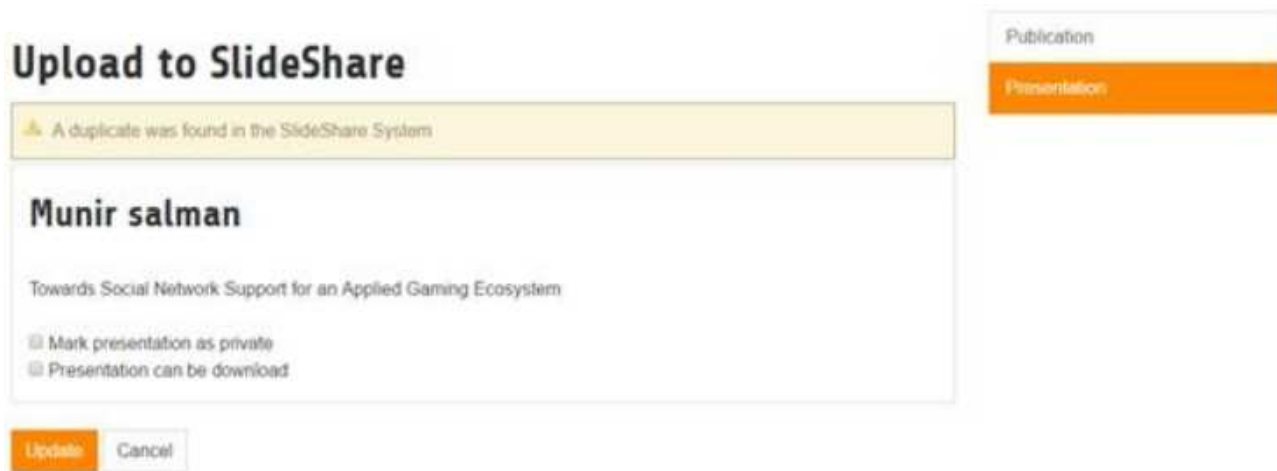 Upload to SlideShare
A duplicate was found in the SlideShare System
Munir salman
Towards Social Network Support for an Applied Gaming Ecosystem
Mark presentation as private
Presentation can be download
Update
Cancel
Publication
Presentation